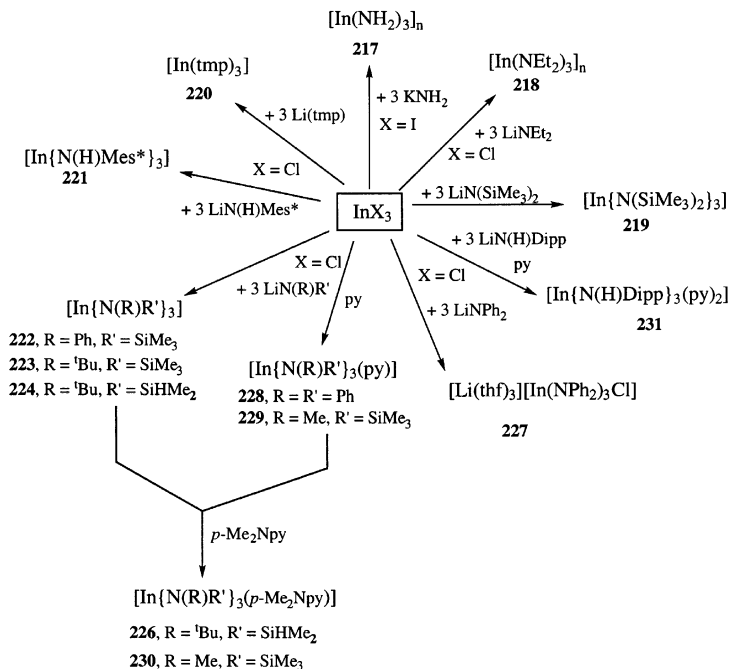 [In(NH2)3]n
217
[In(tmp)3]
220
[In(NEt2)3]n
218
+ 3 KNH2
X = I
+ 3 Li(tmp)
+ 3 LiNEt2
X = Cl
[In{N(H)Mes*}3]
221
X = Cl
+ 3 LiN(H)Mes*
InX3
+ 3 LiN(SiMe3)2
[In{N(SiMe3)2}3]
219
+ 3 LiN(H)Dipp
py
[In{N(H)Dipp}3(py)2]
231
X = Cl
+ 3 LiN(R)R'
py
X = Cl
+ 3 LiNPh2
[In{N(R)R'}3]
222, R = Ph, R' = SiMe3
223, R = tBu, R' = SiMe3
224, R = tBu, R' = SiHMe2
[In{N(R)R'}3(py)]
228, R = R' = Ph
229, R = Me, R' = SiMe3
[Li(thf)3][In(NPh2)3Cl]
227
p-Me2Npy
[In{N(R)R'}3(p-Me2Npy)]
226, R = tBu, R' = SiHMe2
230, R = Me, R' = SiMe3